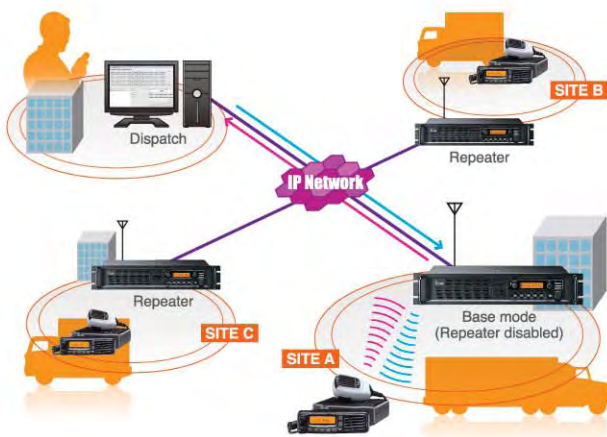 Dispatch
SITE B
Repeater
IP Network
Repeater
SITE C
Base mode
(Repeater disabled)
SITE A